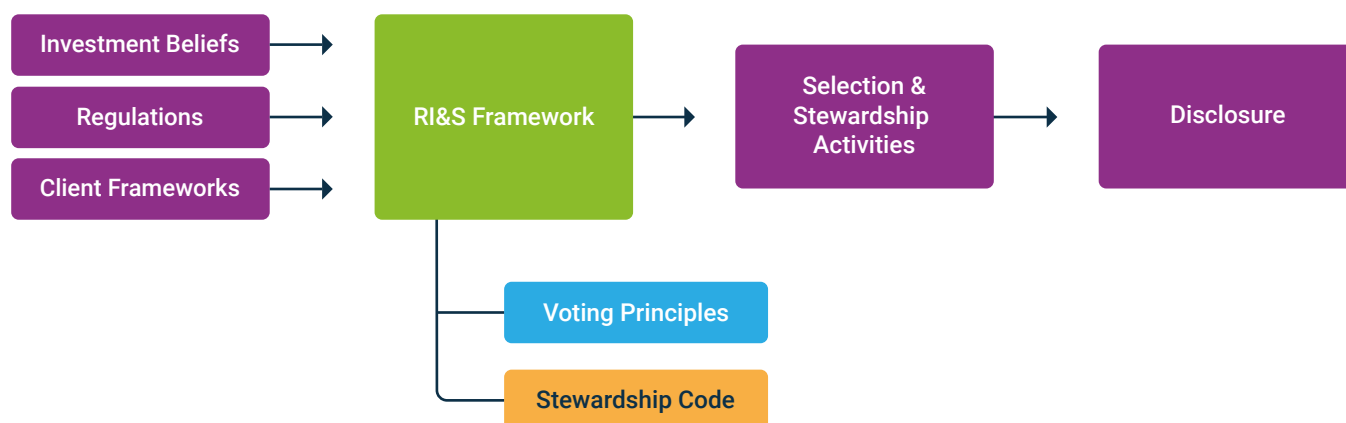 Investment Beliefs
Regulations
Client Frameworks
RI&S Framework
Selection &
Stewardship
Activities
Disclosure
Voting Principles
Stewardship Code